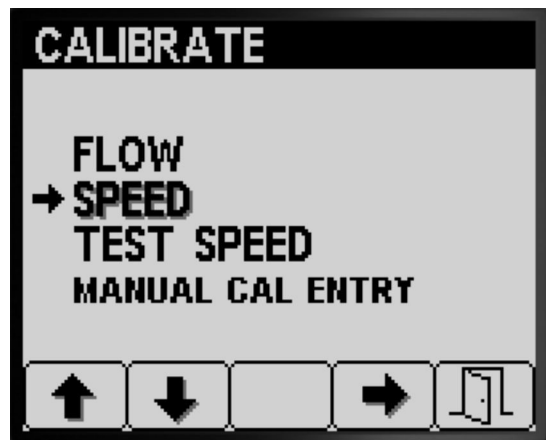 CALIBRATE
FLOW
SPEED
TEST SPEED
MANUAL CAL ENTRY